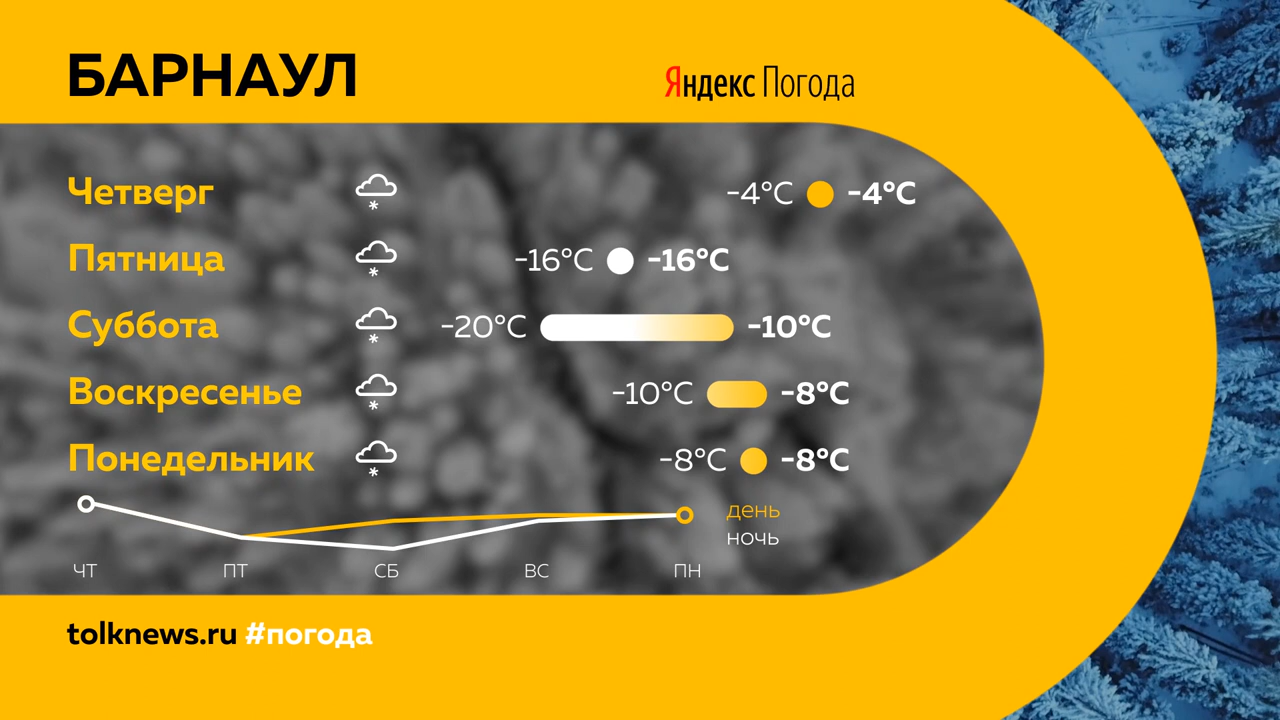 БАРНАУЛ
Яндекс Погода
Четверг -4°C -4°C
Пятница -16°C -16°C
Суббота -20°C -10°C
Воскресенье -10°C -8°C
Понедельник -8°C -8°C
день
ночь
ЧТ ПТ СБ ВС ПН
tolknews.ru #погода